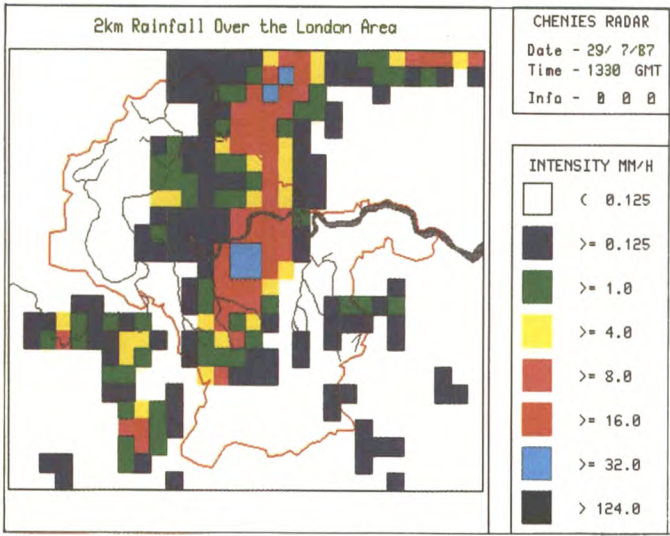 2km Rainfall Over the London Area
CHENIES RADAR
Date - 29/ 7/87
Time - 1330 GMT
Info - 0 0 0
INTENSITY MM/H
< 0.125
>= 0.125
>= 1.0
>= 4.0
>= 8.0
>= 16.0
>= 32.0
> 124.0